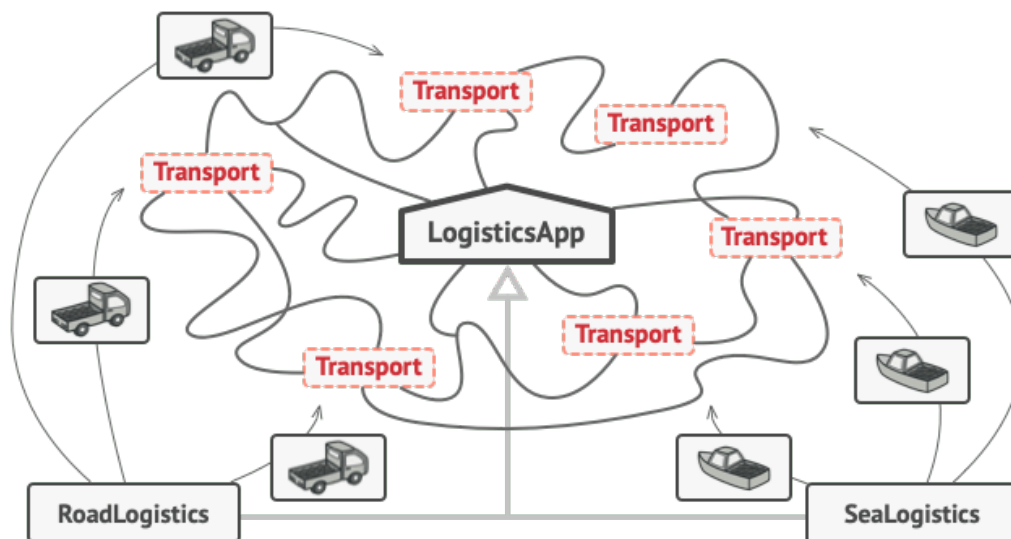 Transport
Transport
Transport
LogisticsApp
Transport
Transport
Transport
RoadLogistics
SeaLogistics